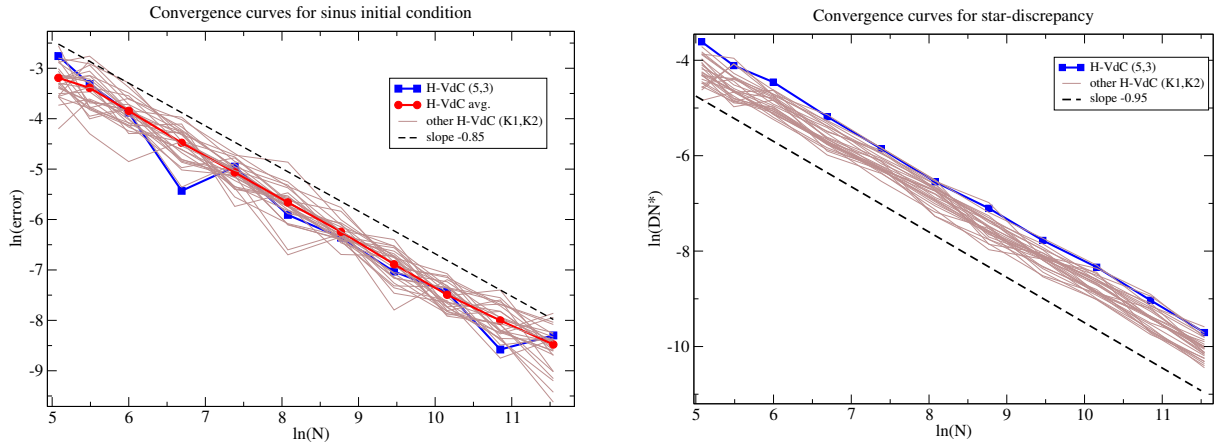 Convergence curves for sinus initial condition
-3
-4
-5
-6
-7
-8
-9
ln(error)
H-VdC (5,3)
H-VdC avg.
other H-VdC (K1,K2)
slope -0.85
5 6 7 8 9 10 11
ln(N)
Convergence curves for star-discrepancy
-4
-6
-8
-10
ln(DN*)
H-VdC (5,3)
other H-VdC (K1,K2)
slope -0.95
5 6 7 8 9 10 11
ln(N)